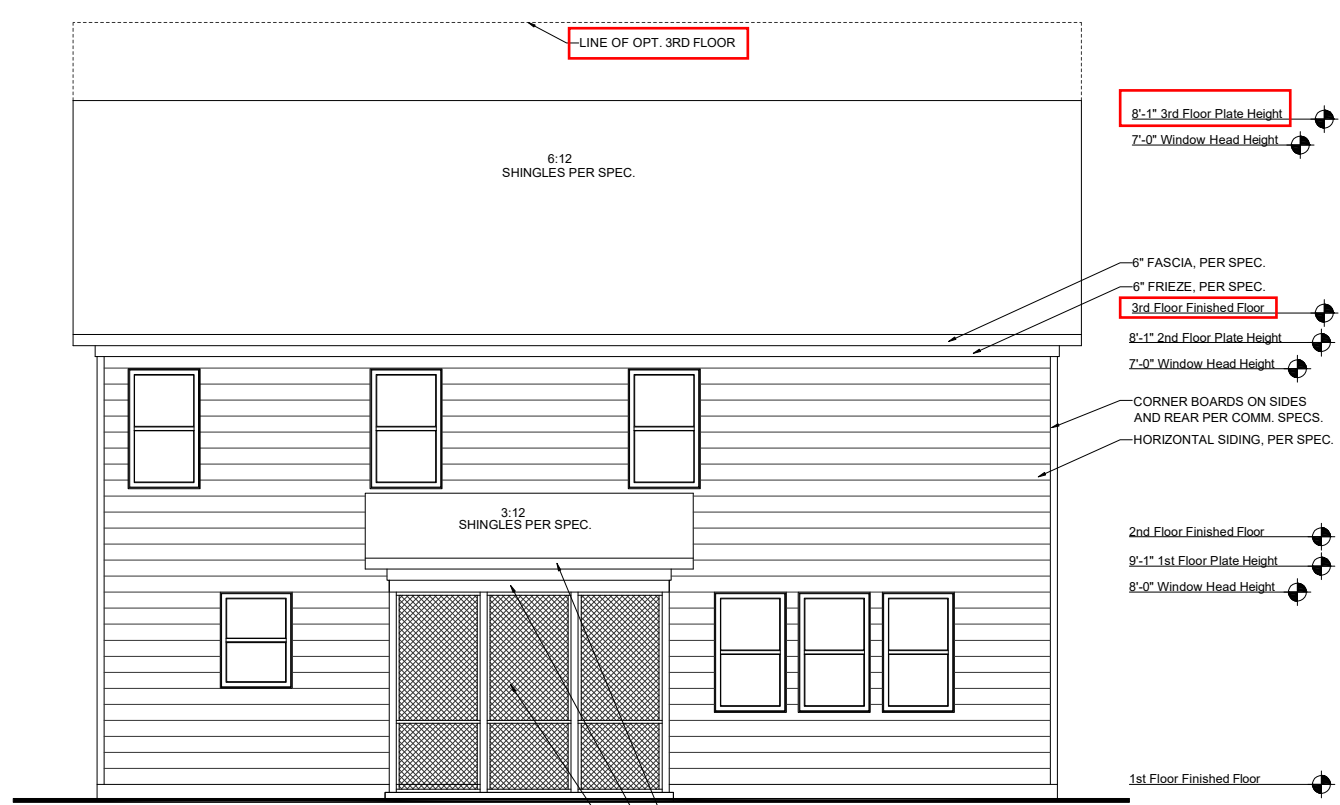 LINE OF OPT. 3RD FLOOR
8'-1" 3rd Floor Plate Height
7'-0" Window Head Height
6:12
SHINGLES PER SPEC.
6" FASCIA, PER SPEC.
6" FRIEZE, PER SPEC.
3rd Floor Finished Floor
8'-1" 2nd Floor Plate Height
7'-0" Window Head Height
CORNER BOARDS ON SIDES
AND REAR PER COMM. SPECS.
HORIZONTAL SIDING, PER SPEC.
3:12
SHINGLES PER SPEC.
2nd Floor Finished Floor
9'-1" 1st Floor Plate Height
8'-0" Window Head Height
1st Floor Finished Floor